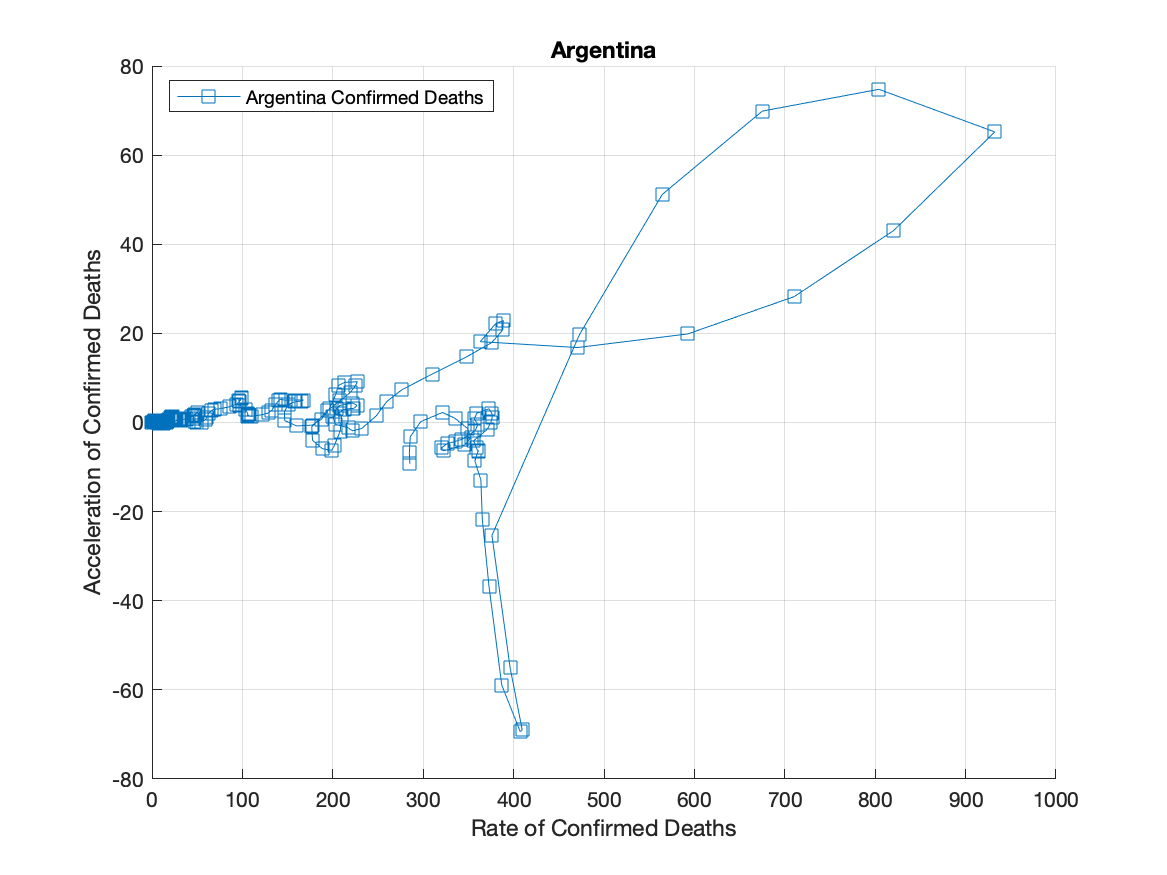 Argentina
Argentina Confirmed Deaths
80
60
40
20
0
-20
-40
-60
-80
Acceleration of Confirmed Deaths
0 100 200 300 400 500 600 700 800 900 1000
Rate of Confirmed Deaths